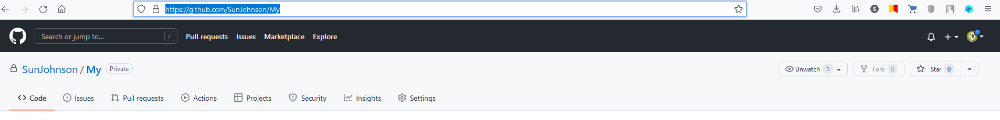 https://github.com/SunJohnson/My
S
Search or jump to... / Pull requests Issues Marketplace Explore
SunJohnson / My Private Unwatch 1 Fork 0 Star 0
Code Issues Pull requests Actions Projects Security Insights Settings